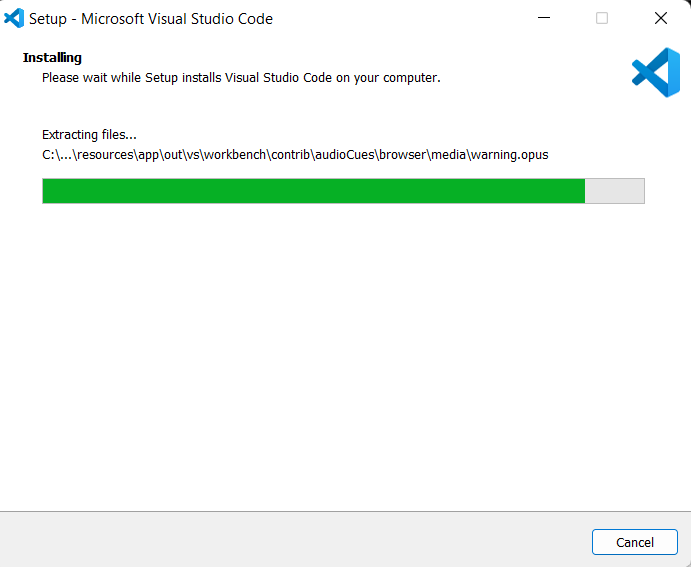 Setup - Microsoft Visual Studio Code
Installing
Please wait while Setup installs Visual Studio Code on your computer.
Extracting files...
C:\...\resources\app\out\vs\workbench\contrib\audioCues\browser\media\warning.opus
Cancel